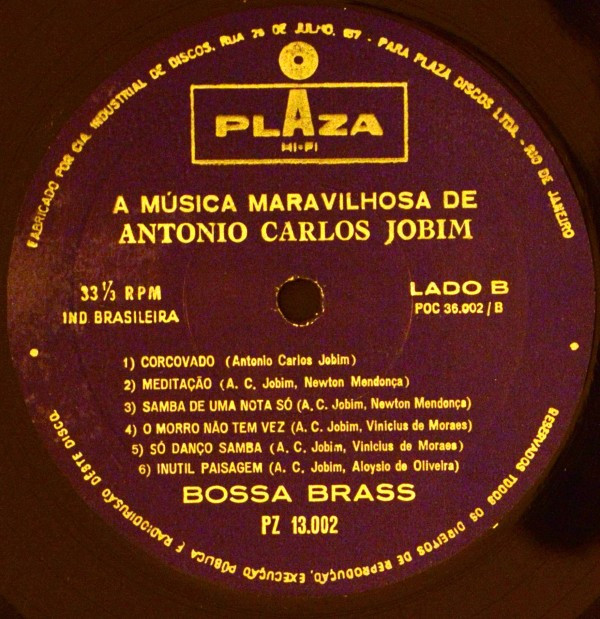 FABRICADO POR CIA. INDUSTRIAL DE DISCOS, RUA 76 DE JULHO, 657 - PARA PLAZA DISCOS LTDA. - RIO DE JANEIRO
PLAZA
HI-FI
A MÚSICA MARAVILHOSA DE
ANTONIO CARLOS JOBIM
33 1/3 RPM
IND. BRASILEIRA
LADO B
POC 36.002 / B
1) CORCOVADO (Antonio Carlos Jobim)
2) MEDITAÇÃO (A. C. Jobim, Newton Mendonça)
3) SAMBA DE UMA NOTA SÓ (A. C. Jobim, Newton Mendonça)
4) O MORRO NÃO TEM VEZ (A. C. Jobim, Vinicius de Moraes)
5) SÓ DANÇO SAMBA (A. C. Jobim, Vinicius de Moraes)
6) INUTIL PAISAGEM (A. C. Jobim, Aloysio de Oliveira)
BOSSA BRASS
PZ 13.002
RESERVADOS TODOS OS DIREITOS DE REPRODUÇÃO, EXECUÇÃO PÚBLICA E RADIODIFUSÃO DESTE DISCO.